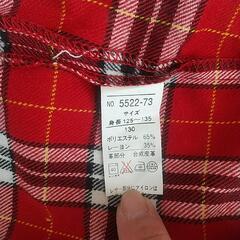 NO. 5522-73
サイズ
身長 125～135
130
ポリエステル 65%
レーヨン 35%
革部分 合成皮革